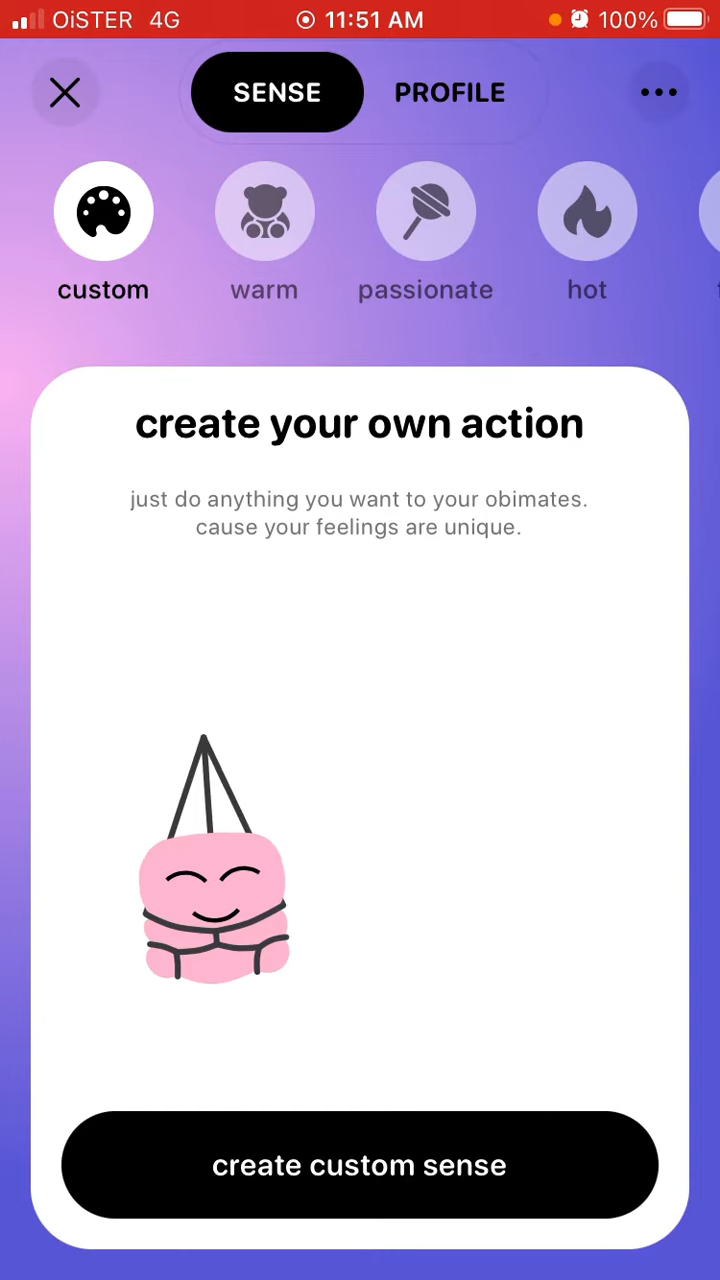 OiSTER 4G 11:51 AM 100%
SENSE PROFILE
custom warm passionate hot
create your own action
just do anything you want to your obimates.
cause your feelings are unique.
create custom sense